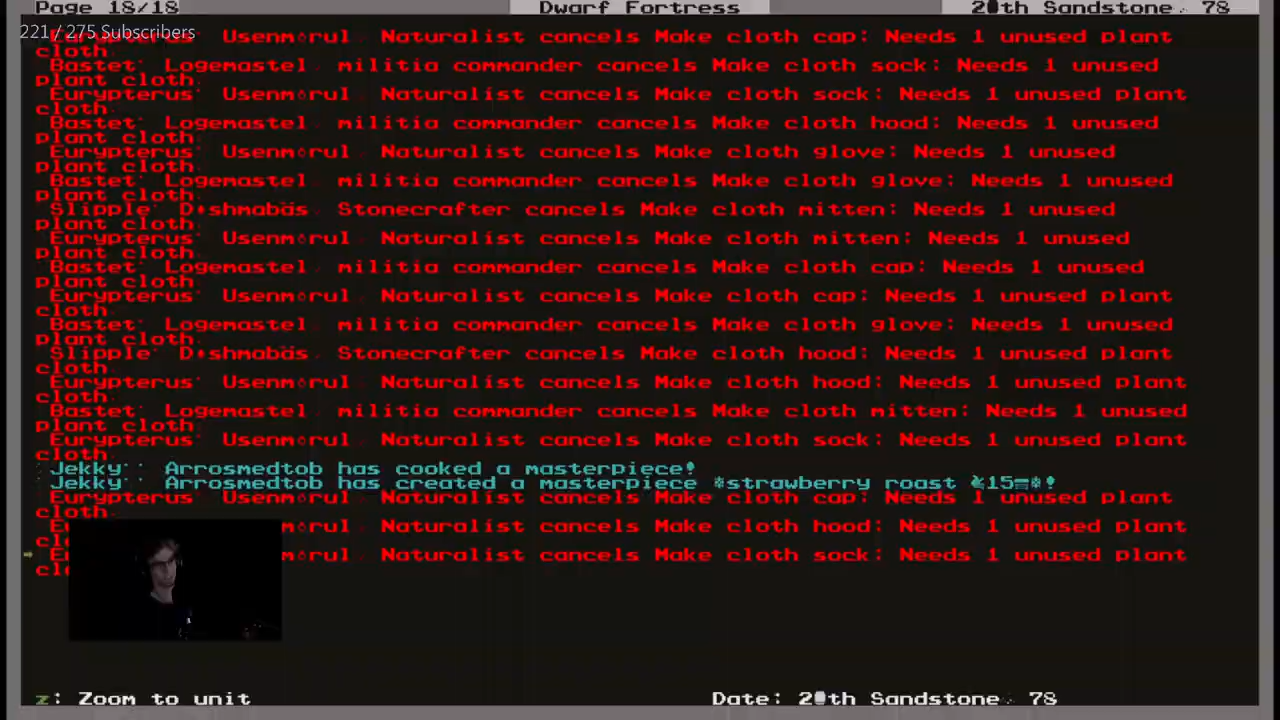 Page 18/18 Dwarf Fortress 20th Sandstone, 78
221 / 275 Subscribers
Usenmorul, Naturalist cancels Make cloth cap: Needs 1 unused plant
cloth.
Bastet' Logemastel, militia commander cancels Make cloth sock: Needs 1 unused
plant cloth.
Eurypterus' Usenmorul, Naturalist cancels Make cloth sock: Needs 1 unused plant
cloth.
Bastet' Logemastel, militia commander cancels Make cloth hood: Needs 1 unused
plant cloth.
Eurypterus' Usenmorul, Naturalist cancels Make cloth glove: Needs 1 unused
plant cloth.
Bastet' Logemastel, militia commander cancels Make cloth glove: Needs 1 unused
plant cloth.
Slipple' Dishmabäs, Stonecrafter cancels Make cloth mitten: Needs 1 unused
plant cloth.
Eurypterus' Usenmorul, Naturalist cancels Make cloth mitten: Needs 1 unused
plant cloth.
Bastet' Logemastel, militia commander cancels Make cloth cap: Needs 1 unused
plant cloth.
Eurypterus' Usenmorul, Naturalist cancels Make cloth cap: Needs 1 unused plant
cloth.
Bastet' Logemastel, militia commander cancels Make cloth glove: Needs 1 unused
plant cloth.
Slipple' Dishmabäs, Stonecrafter cancels Make cloth hood: Needs 1 unused plant
cloth.
Eurypterus' Usenmorul, Naturalist cancels Make cloth hood: Needs 1 unused plant
cloth.
Bastet' Logemastel, militia commander cancels Make cloth mitten: Needs 1 unused
plant cloth.
Eurypterus' Usenmorul, Naturalist cancels Make cloth sock: Needs 1 unused plant
cloth.
Jekky' Arrosmedtob has cooked a masterpiece!
Jekky' Arrosmedtob has created a masterpiece *strawberry roast [15]*!
Eurypterus' Usenmorul, Naturalist cancels Make cloth cap: Needs 1 unused plant
cloth.
Naturalist cancels Make cloth hood: Needs 1 unused plant
Naturalist cancels Make cloth sock: Needs 1 unused plant
z: Zoom to unit Date: 20th Sandstone, 78